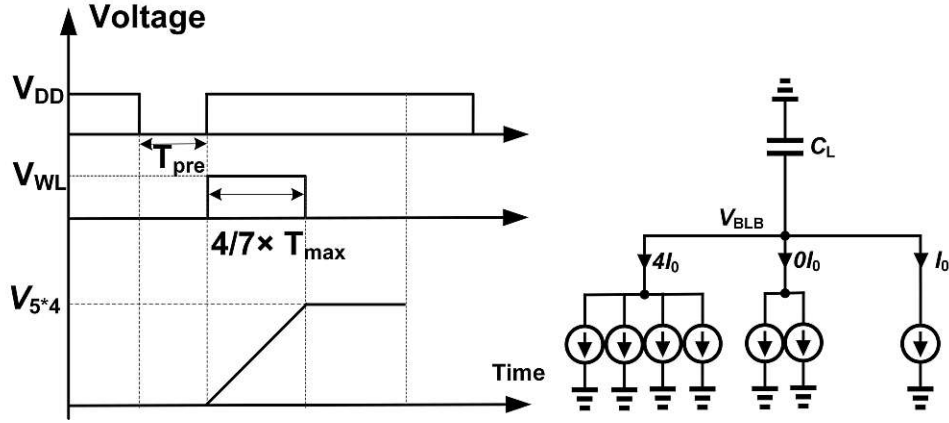 Voltage
V_DD
T_pre
V_WL
4/7× T_max
V_5*4
Time
C_L
V_BLB
4I_0
0I_0
I_0